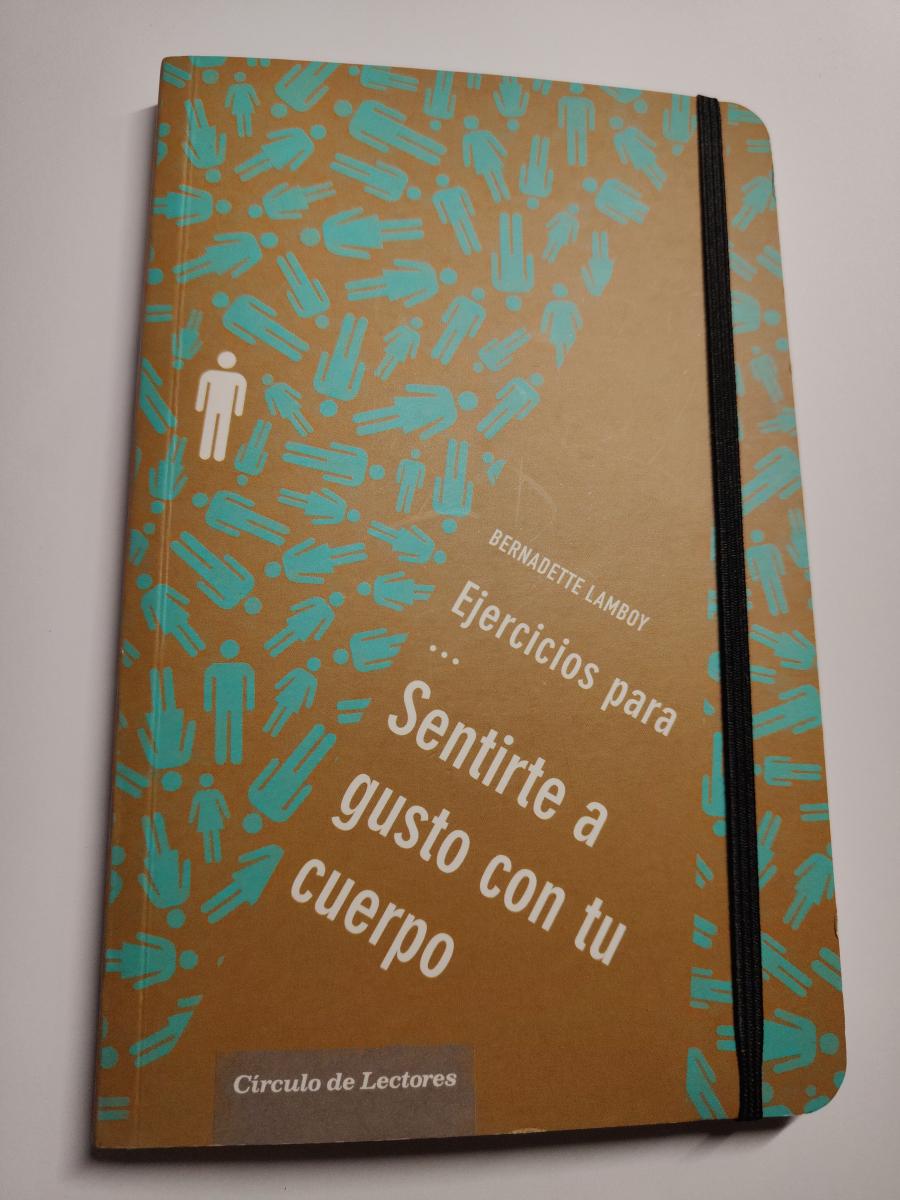 BERNADETTE LAMBOY
Ejercicios para
...
Sentirte a
gusto con tu
cuerpo
Círculo de Lectores